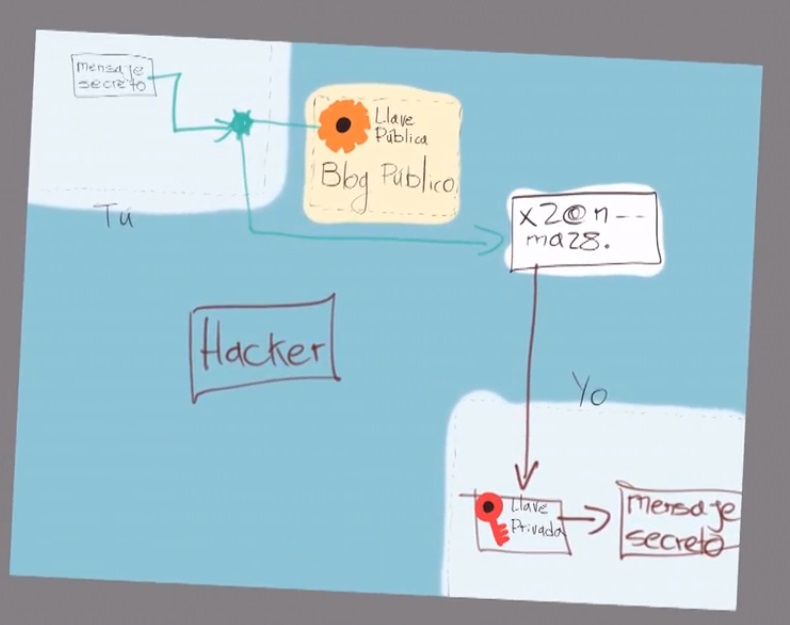 mensaje
secreto
Llave
Pública
Blog Público
Tú
x2@n--
ma28.
Hacker
Yo
Llave
Privada
mensaje
secreto